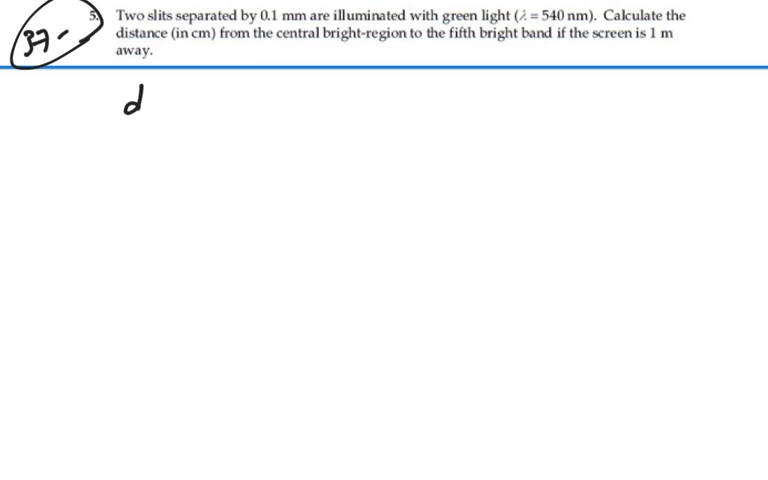 37-
5. Two slits separated by 0.1 mm are illuminated with green light (λ = 540 nm). Calculate the
distance (in cm) from the central bright-region to the fifth bright band if the screen is 1 m
away.
d